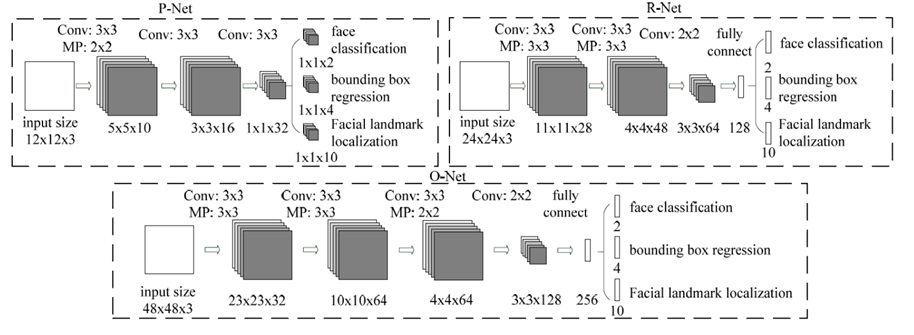 P-Net
Conv: 3x3 Conv: 3x3 Conv: 3x3
MP: 2x2
face
classification
1x1x2
bounding box
regression
1x1x4
Facial landmark
localization
1x1x10
input size
12x12x3
5x5x10
3x3x16
1x1x32
R-Net
Conv: 3x3 Conv: 3x3 Conv: 2x2 fully
MP: 3x3 MP: 3x3 connect
face classification
2
bounding box
regression
4
Facial landmark
localization
10
input size
24x24x3
11x11x28
4x4x48
3x3x64
128
O-Net
Conv: 3x3 Conv: 3x3 Conv: 3x3 Conv: 2x2 fully
MP: 3x3 MP: 3x3 MP: 2x2 connect
face classification
2
bounding box regression
4
Facial landmark localization
10
input size
48x48x3
23x23x32
10x10x64
4x4x64
3x3x128
256